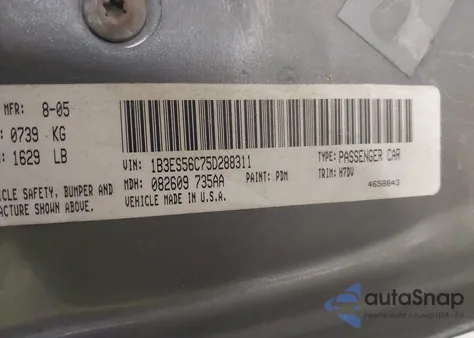 MFR: 8-05
0739 KG
1629 LB
VIN: 1B3ES56C75D288311
TYPE: PASSENGER CAR
MDH: 082609 735AA
PAINT: PDM
TRIM: H7DV
ICLE SAFETY, BUMPER AND
FACTURE SHOWN ABOVE.
VEHICLE MADE IN U.S.A.
4658843
autoSnap